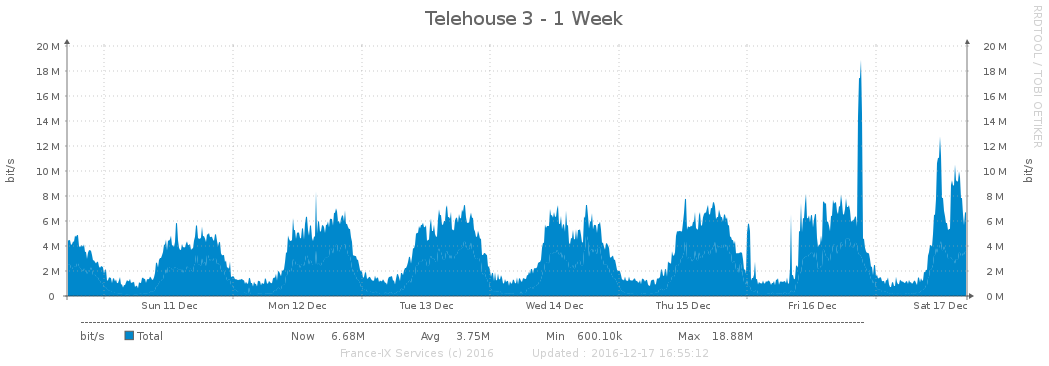 Telehouse 3 - 1 Week
RRDTOOL / TOBI OETIKER
bit/s
20 M
18 M
16 M
14 M
12 M
10 M
8 M
6 M
4 M
2 M
0
20 M
18 M
16 M
14 M
12 M
10 M
8 M
6 M
4 M
2 M
0 M
bit/s
Sun 11 Dec Mon 12 Dec Tue 13 Dec Wed 14 Dec Thu 15 Dec Fri 16 Dec Sat 17 Dec
bit/s Total Now 6.68M Avg 3.75M Min 600.10k Max 18.88M
France-IX Services (c) 2016 Updated : 2016-12-17 16:55:12